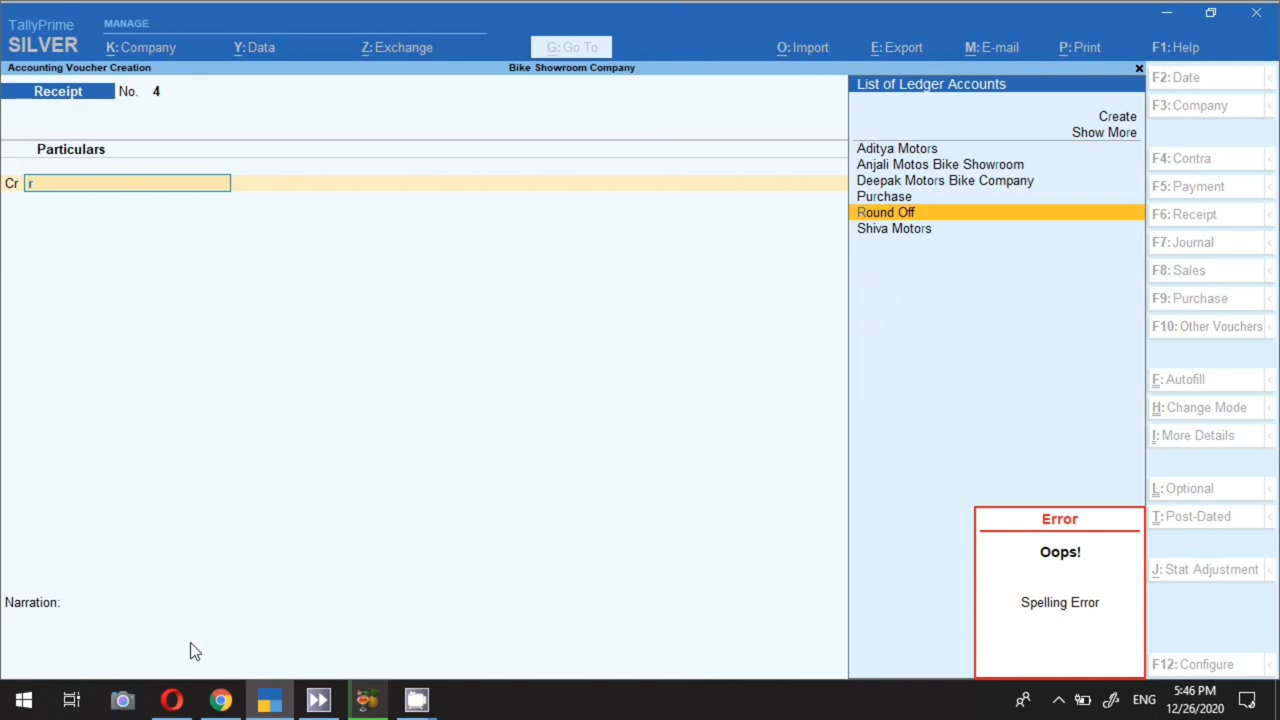 TallyPrime
MANAGE
SILVER
K: Company
Y: Data
Z: Exchange
G: Go To
O: Import
E: Export
M: E-mail
P: Print
F1: Help
Accounting Voucher Creation
Bike Showroom Company
Receipt No. 4
Particulars
Cr r
Narration:
List of Ledger Accounts
Create
Show More
Aditya Motors
Anjali Motos Bike Showroom
Deepak Motors Bike Company
Purchase
Round Off
Shiva Motors
Error
Oops!
Spelling Error
F2: Date
F3: Company
F4: Contra
F5: Payment
F6: Receipt
F7: Journal
F8: Sales
F9: Purchase
F10: Other Vouchers
F: Autofill
H: Change Mode
I: More Details
L: Optional
T: Post-Dated
J: Stat Adjustment
F12: Configure
ENG
5:46 PM
12/26/2020